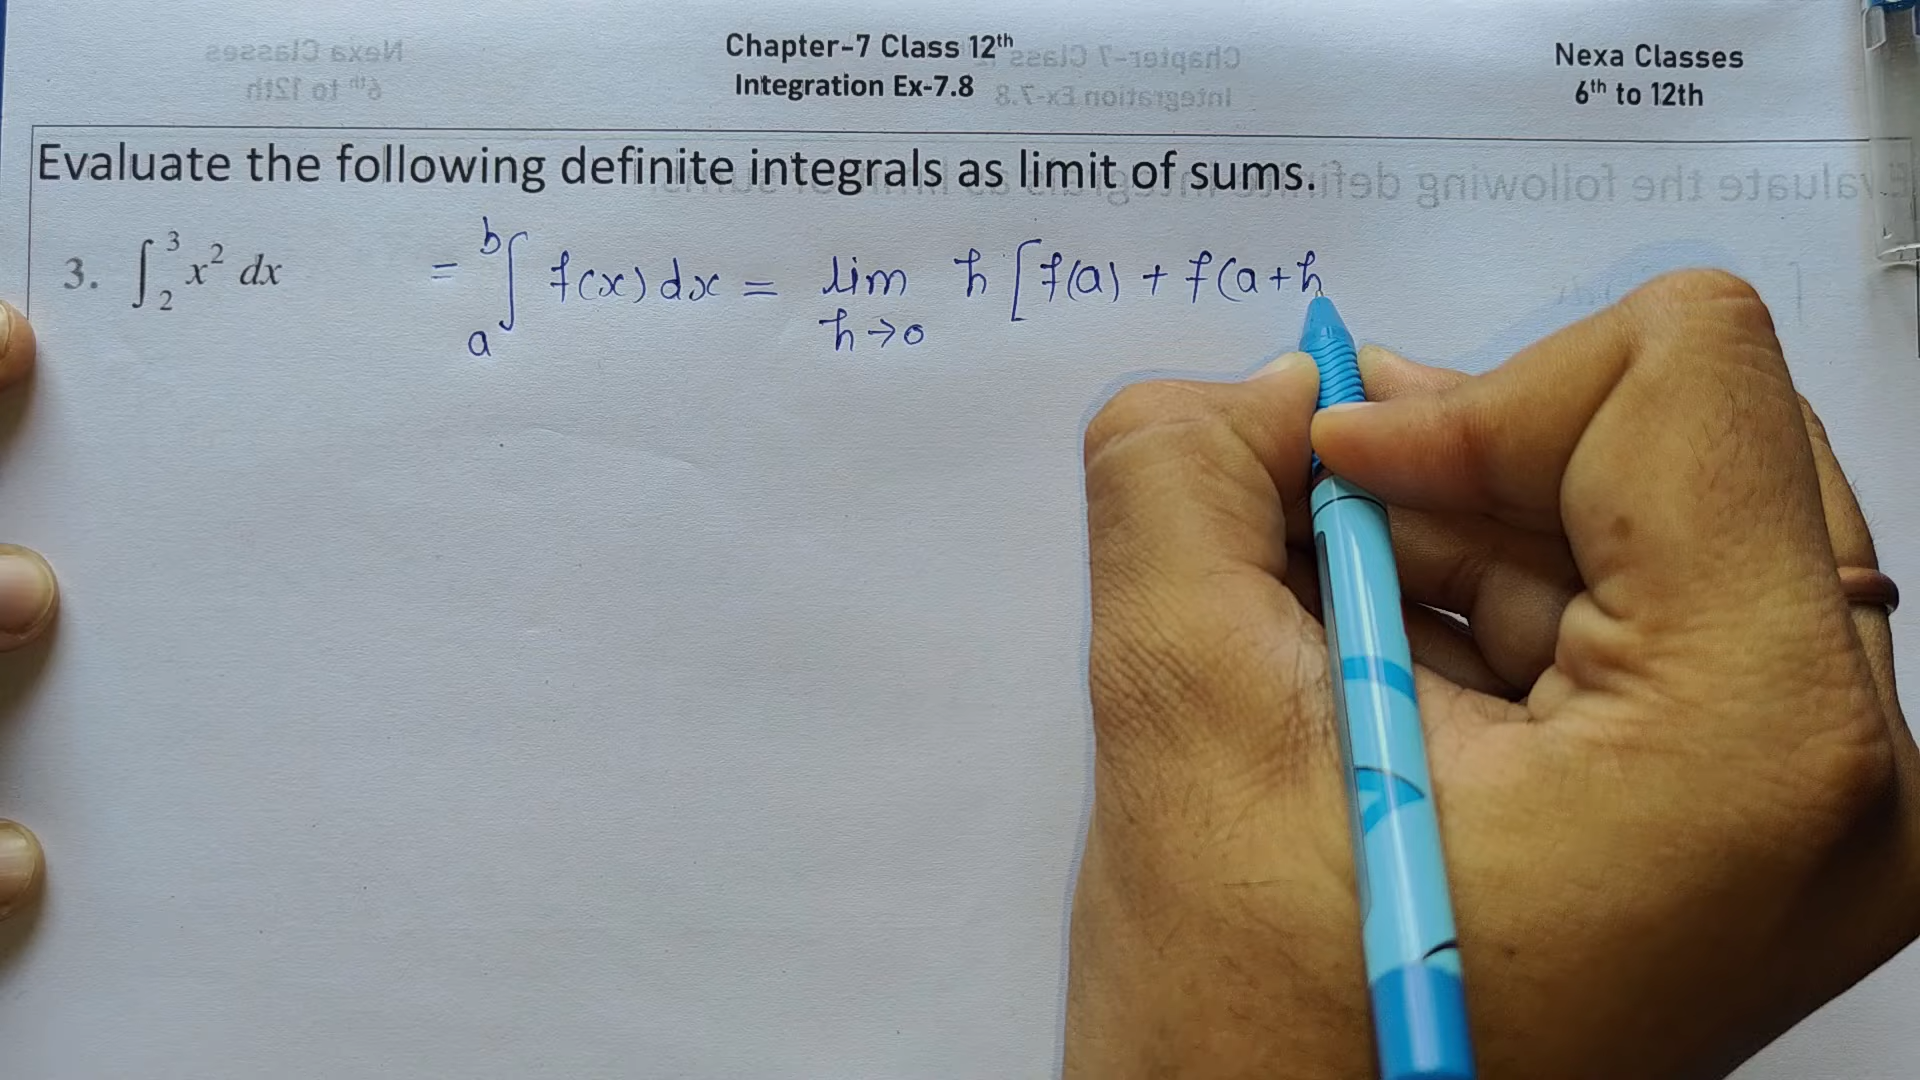 Chapter-7 Class 12th
Integration Ex-7.8
Nexa Classes
6th to 12th
Evaluate the following definite integrals as limit of sums.
3. ∫₂³ x² dx = ∫ₐᵇ f(x) dx = lim h→0 h [f(a) + f(a+h